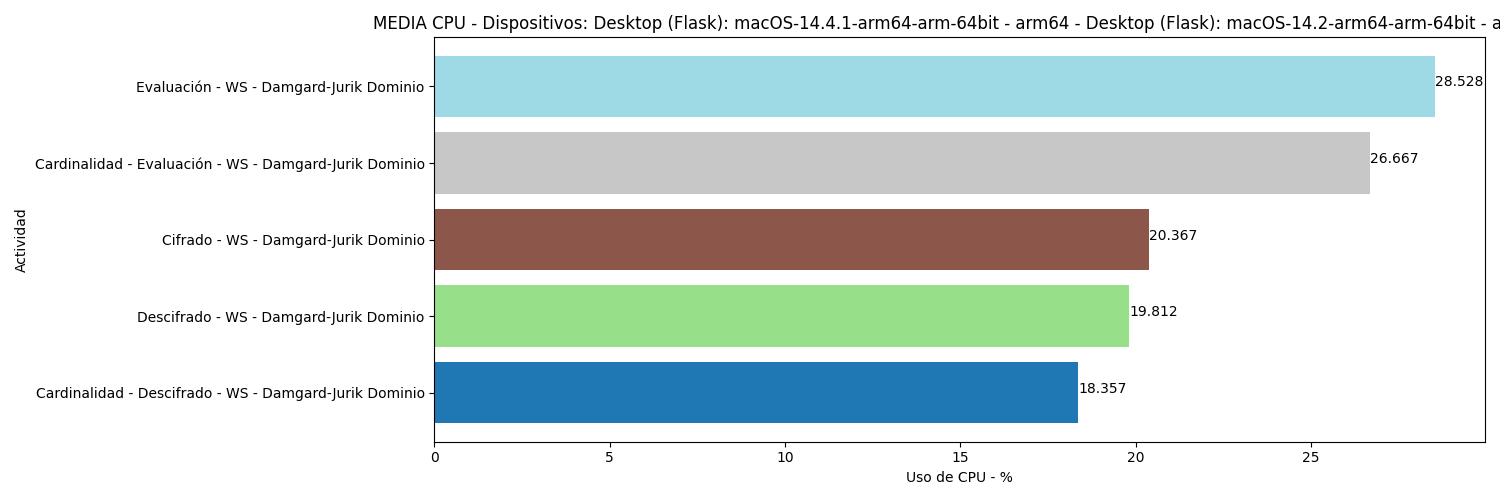 MEDIA CPU - Dispositivos: Desktop (Flask): macOS-14.4.1-arm64-arm-64bit - arm64 - Desktop (Flask): macOS-14.2-arm64-arm-64bit - a
Evaluación - WS - Damgard-Jurik Dominio
28.528
Cardinalidad - Evaluación - WS - Damgard-Jurik Dominio
26.667
Actividad
Cifrado - WS - Damgard-Jurik Dominio
20.367
Descifrado - WS - Damgard-Jurik Dominio
19.812
Cardinalidad - Descifrado - WS - Damgard-Jurik Dominio
18.357
0 5 10 15 20 25
Uso de CPU - %